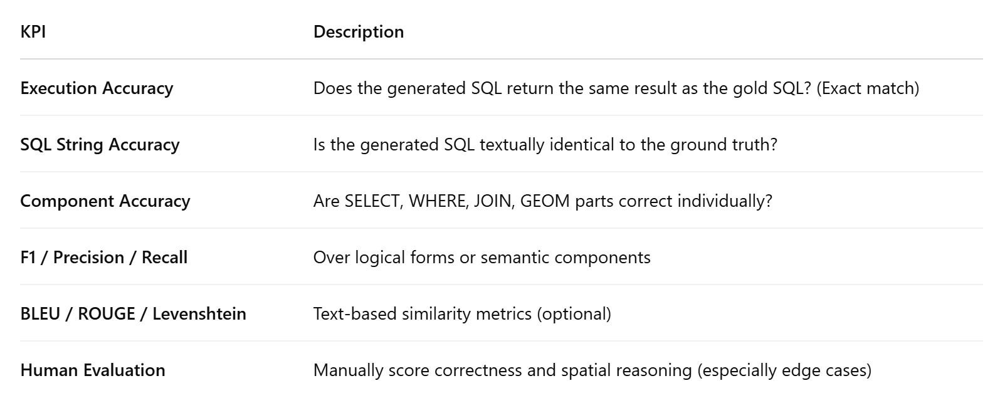 KPI Description
Execution Accuracy Does the generated SQL return the same result as the gold SQL? (Exact match)
SQL String Accuracy Is the generated SQL textually identical to the ground truth?
Component Accuracy Are SELECT, WHERE, JOIN, GEOM parts correct individually?
F1 / Precision / Recall Over logical forms or semantic components
BLEU / ROUGE / Levenshtein Text-based similarity metrics (optional)
Human Evaluation Manually score correctness and spatial reasoning (especially edge cases)